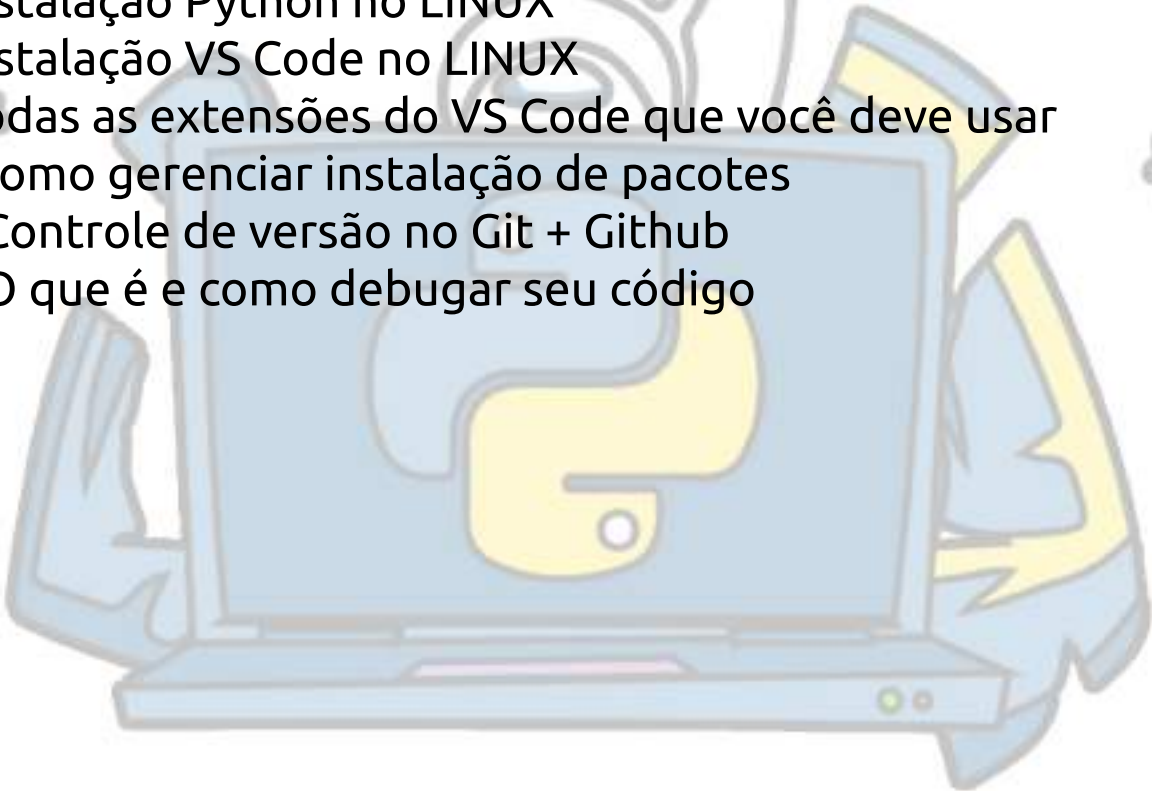 stalação Python no LINUX
stalação VS Code no LINUX
odas as extensões do VS Code que você deve usar
omo gerenciar instalação de pacotes
Controle de versão no Git + Github
O que é e como debugar seu código